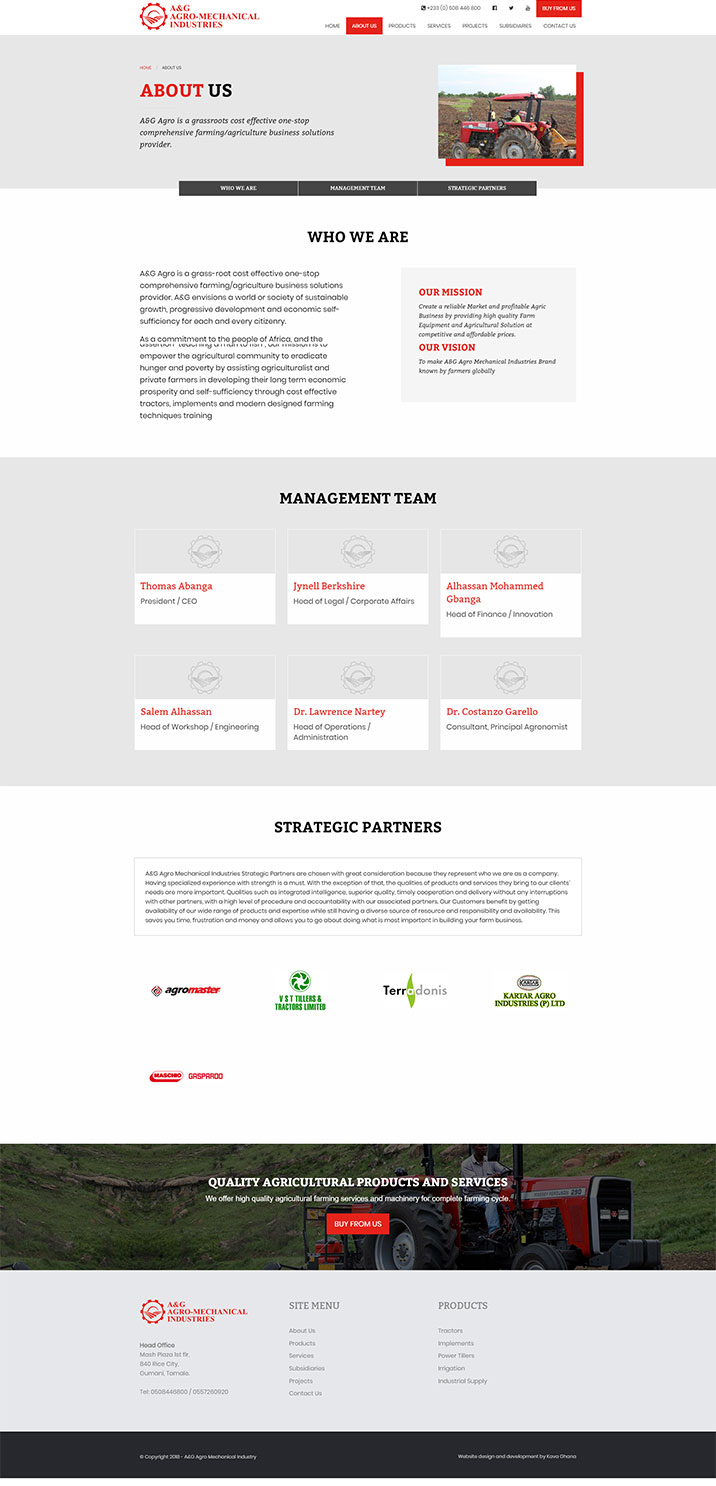 A&G
AGRO-MECHANICAL
INDUSTRIES
+233 (0) 508 446 600
BUY FROM US
HOME
ABOUT US
PRODUCTS
SERVICES
PROJECTS
SUBSIDIARIES
CONTACT US
HOME / ABOUT US
ABOUT US
A&G Agro is a grassroots cost effective one-stop
comprehensive farming/agriculture business solutions
provider.
WHO WE ARE
MANAGEMENT TEAM
STRATEGIC PARTNERS
WHO WE ARE
A&G Agro is a grass-root cost effective one-stop
comprehensive farming/agriculture business solutions
provider. A&G envisions a world or society of sustainable
growth, progressive development and economic self-
sufficiency for each and every citizenry.
As a commitment to the people of Africa, and the
assertion "teaching a man to fish", our mission is to
empower the agricultural community to eradicate
hunger and poverty by assisting agriculturalist and
private farmers in developing their long term economic
prosperity and self-sufficiency through cost effective
tractors, implements and modern designed farming
techniques training
OUR MISSION
Create a reliable Market and profitable Agric
Business by providing high quality Farm
Equipment and Agricultural Solution at
competitive and affordable prices.
OUR VISION
To make A&G Agro Mechanical Industries Brand
known by farmers globally
MANAGEMENT TEAM
Thomas Abanga
President / CEO
Jynell Berkshire
Head of Legal / Corporate Affairs
Alhassan Mohammed
Gbanga
Head of Finance / Innovation
Salem Alhassan
Head of Workshop / Engineering
Dr. Lawrence Nartey
Head of Operations /
Administration
Dr. Costanzo Garello
Consultant, Principal Agronomist
STRATEGIC PARTNERS
A&G Agro Mechanical Industries Strategic Partners are chosen with great consideration because they represent who we are as a company.
Having specialized experience with strength is a must. With the exception of that, the qualities of products and services they bring to our clients'
needs are more important. Qualities such as integrated intelligence, superior quality, timely cooperation and delivery without any interruptions
with other partners, with a high level of procedure and accountability with our associated partners. Our Customers benefit by getting
availability of our wide range of products and expertise while still having a diverse source of resource and responsibility and availability. This
saves you time, frustration and money and allows you to go about doing what is most important in building your farm business.
agromaster
V S T TILLERS &
TRACTORS LIMITED
Terradonis
KARTAR
KARTAR AGRO
INDUSTRIES (P) LTD
MASCHIO GASPARDO
QUALITY AGRICULTURAL PRODUCTS AND SERVICES
We offer high quality agricultural farming services and machinery for complete farming cycle.
BUY FROM US
290
A&G
AGRO-MECHANICAL
INDUSTRIES
Head Office
Mosh Plaza 1st flr,
840 Rice City,
Gumani, Tamale.
Tel: 0508446600 / 0557260920
SITE MENU
About Us
Products
Services
Subsidiaries
Projects
Contact Us
PRODUCTS
Tractors
Implements
Power Tillers
Irrigation
Industrial Supply
© Copyright 2018 - A&G Agro Mechanical Industry
Website design and development by Kova Ghana